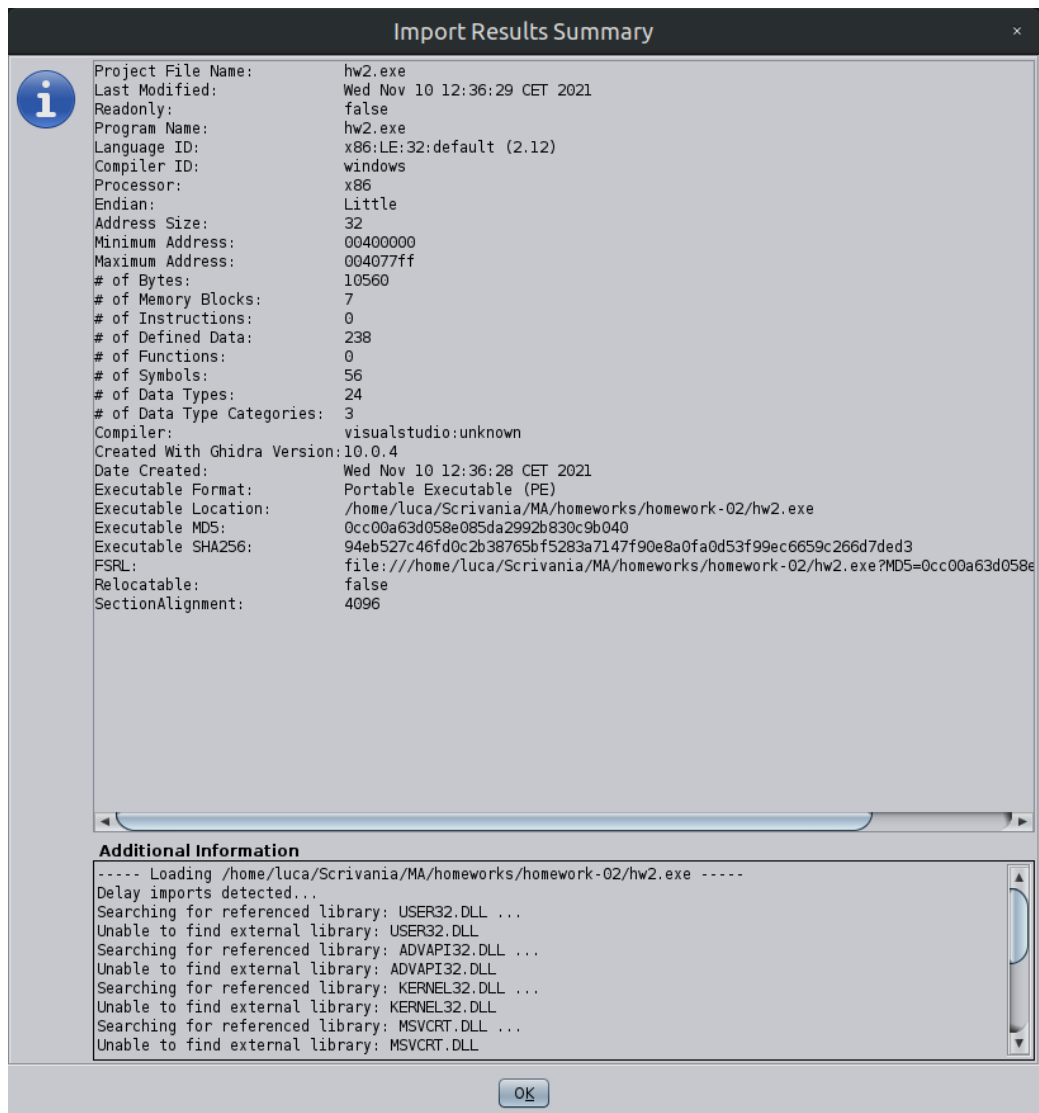 Import Results Summary ×
i
Project File Name: hw2.exe
Last Modified: Wed Nov 10 12:36:29 CET 2021
Readonly: false
Program Name: hw2.exe
Language ID: x86:LE:32:default (2.12)
Compiler ID: windows
Processor: x86
Endian: Little
Address Size: 32
Minimum Address: 00400000
Maximum Address: 004077ff
# of Bytes: 10560
# of Memory Blocks: 7
# of Instructions: 0
# of Defined Data: 238
# of Functions: 0
# of Symbols: 56
# of Data Types: 24
# of Data Type Categories: 3
Compiler: visualstudio:unknown
Created With Ghidra Version: 10.0.4
Date Created: Wed Nov 10 12:36:28 CET 2021
Executable Format: Portable Executable (PE)
Executable Location: /home/luca/Scrivania/MA/homeworks/homework-02/hw2.exe
Executable MD5: 0cc00a63d058e085da2992b830c9b040
Executable SHA256: 94eb527c46fd0c2b38765bf5283a7147f90e8a0fa0d53f99ec6659c266d7ded3
FSRL: file:///home/luca/Scrivania/MA/homeworks/homework-02/hw2.exe?MD5=0cc00a63d058e
Relocatable: false
SectionAlignment: 4096
Additional Information
----- Loading /home/luca/Scrivania/MA/homeworks/homework-02/hw2.exe -----
Delay imports detected...
Searching for referenced library: USER32.DLL ...
Unable to find external library: USER32.DLL
Searching for referenced library: ADVAPI32.DLL ...
Unable to find external library: ADVAPI32.DLL
Searching for referenced library: KERNEL32.DLL ...
Unable to find external library: KERNEL32.DLL
Searching for referenced library: MSVCRT.DLL ...
Unable to find external library: MSVCRT.DLL
OK